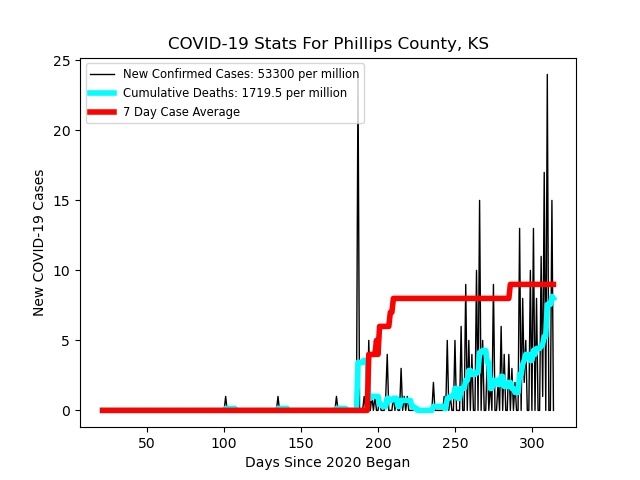 COVID-19 Stats For Phillips County, KS
New Confirmed Cases: 53300 per million
Cumulative Deaths: 1719.5 per million
7 Day Case Average
New COVID-19 Cases
25
20
15
10
5
0
50 100 150 200 250 300
Days Since 2020 Began